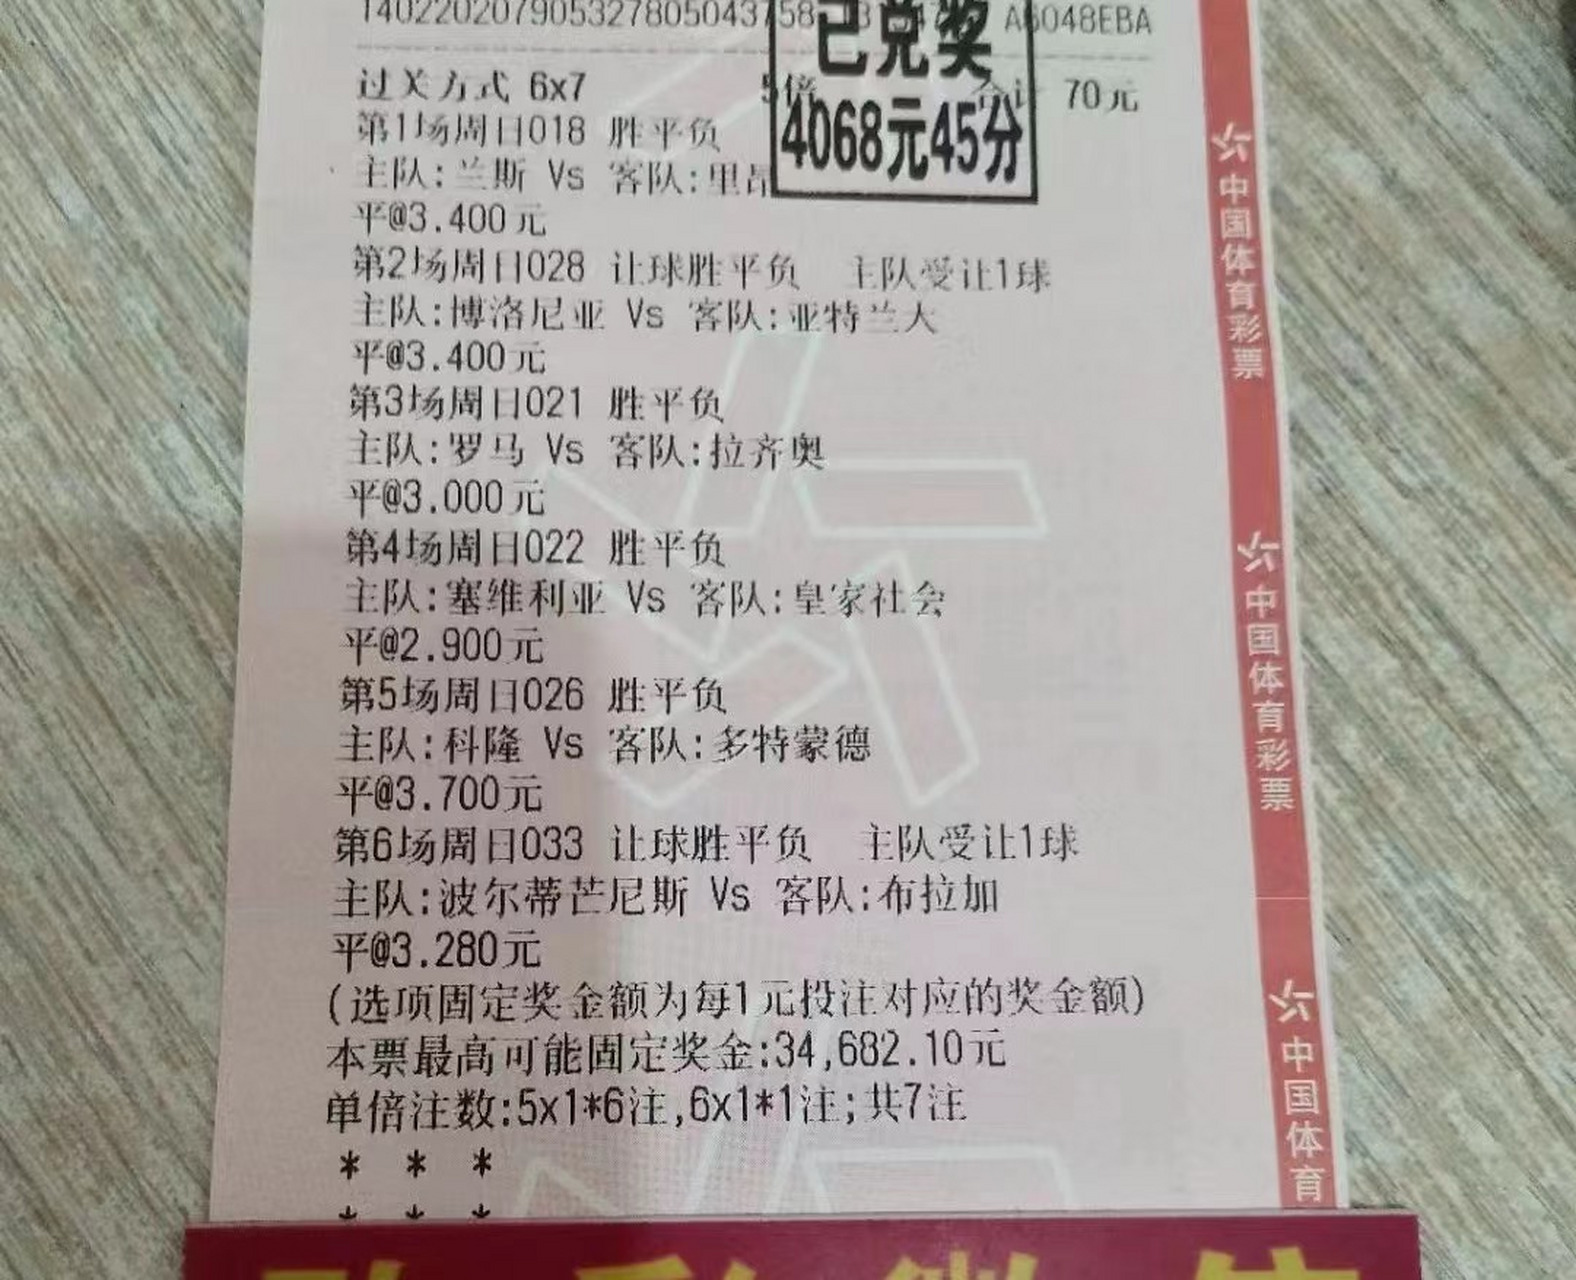 已兑奖
4068元45分
过关方式 6x7 5倍 合计 70元
第1场周日018 胜平负
主队:兰斯 Vs 客队:里昂
平@3.400元
第2场周日028 让球胜平负 主队受让1球
主队:博洛尼亚 Vs 客队:亚特兰大
平@3.400元
第3场周日021 胜平负
主队:罗马 Vs 客队:拉齐奥
平@3.000元
第4场周日022 胜平负
主队:塞维利亚 Vs 客队:皇家社会
平@2.900元
第5场周日026 胜平负
主队:科隆 Vs 客队:多特蒙德
平@3.700元
第6场周日033 让球胜平负 主队受让1球
主队:波尔蒂芒尼斯 Vs 客队:布拉加
平@3.280元
(选项固定奖金额为每1元投注对应的奖金额)
本票最高可能固定奖金:34,682.10元
单倍注数:5x1*6注,6x1*1注;共7注
* * *
* * *
中国体育彩票
中国体育彩票
中国体育